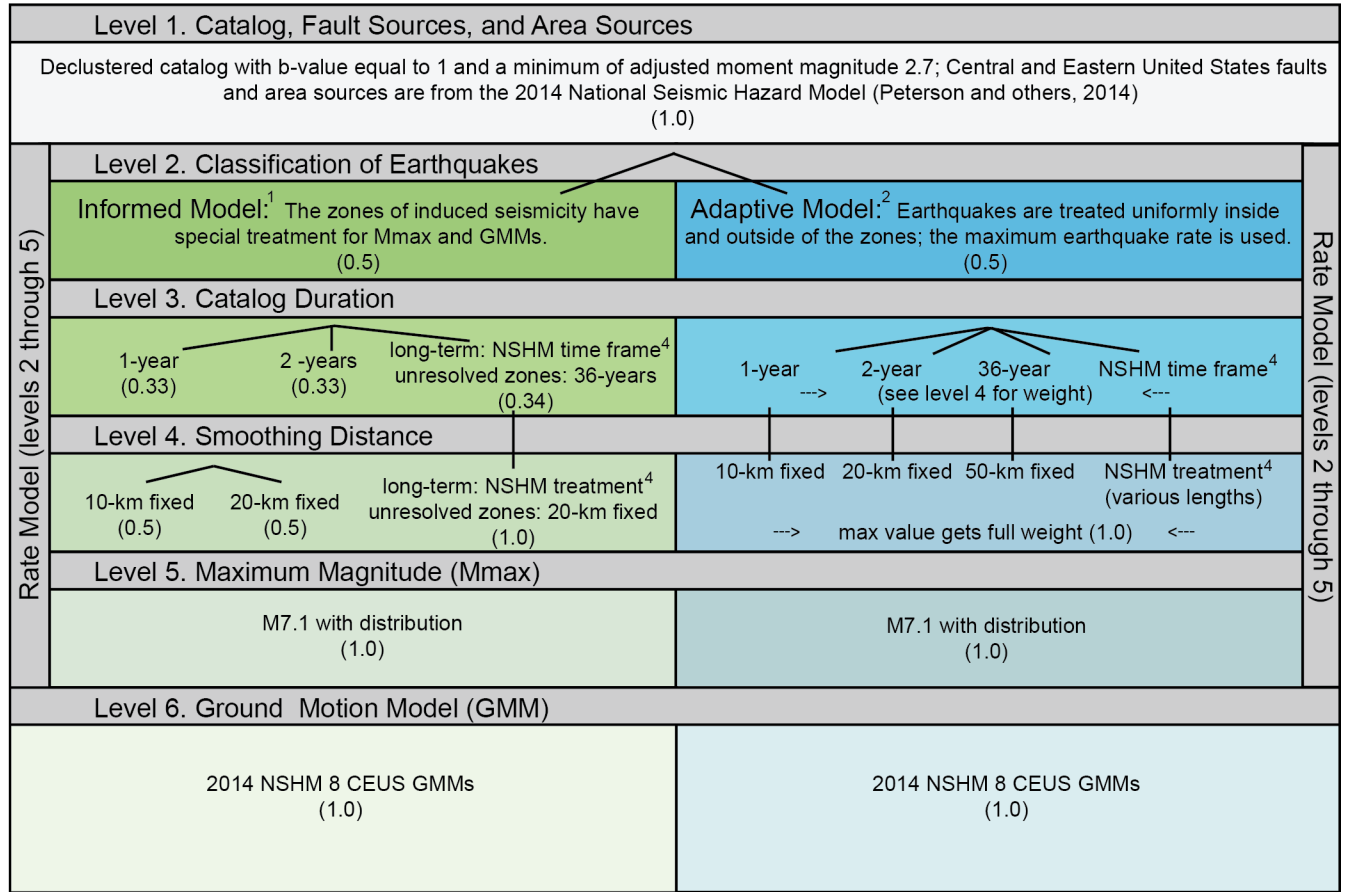 Level 1. Catalog, Fault Sources, and Area Sources
Declustered catalog with b-value equal to 1 and a minimum of adjusted moment magnitude 2.7; Central and Eastern United States faults
and area sources are from the 2014 National Seismic Hazard Model (Peterson and others, 2014)
(1.0)
Rate Model (levels 2 through 5)
Level 2. Classification of Earthquakes
Informed Model:1 The zones of induced seismicity have
special treatment for Mmax and GMMs.
(0.5)
Adaptive Model:2 Earthquakes are treated uniformly inside
and outside of the zones; the maximum earthquake rate is used.
(0.5)
Level 3. Catalog Duration
1-year
(0.33)
2 -years
(0.33)
long-term: NSHM time frame4
unresolved zones: 36-years
(0.34)
1-year 2-year 36-year NSHM time frame4
---> (see level 4 for weight) <---
Level 4. Smoothing Distance
10-km fixed
(0.5)
20-km fixed
(0.5)
long-term: NSHM treatment4
unresolved zones: 20-km fixed
(1.0)
10-km fixed 20-km fixed 50-km fixed NSHM treatment4
(various lengths)
---> max value gets full weight (1.0) <---
Level 5. Maximum Magnitude (Mmax)
M7.1 with distribution
(1.0)
M7.1 with distribution
(1.0)
Rate Model (levels 2 through 5)
Level 6. Ground Motion Model (GMM)
2014 NSHM 8 CEUS GMMs
(1.0)
2014 NSHM 8 CEUS GMMs
(1.0)